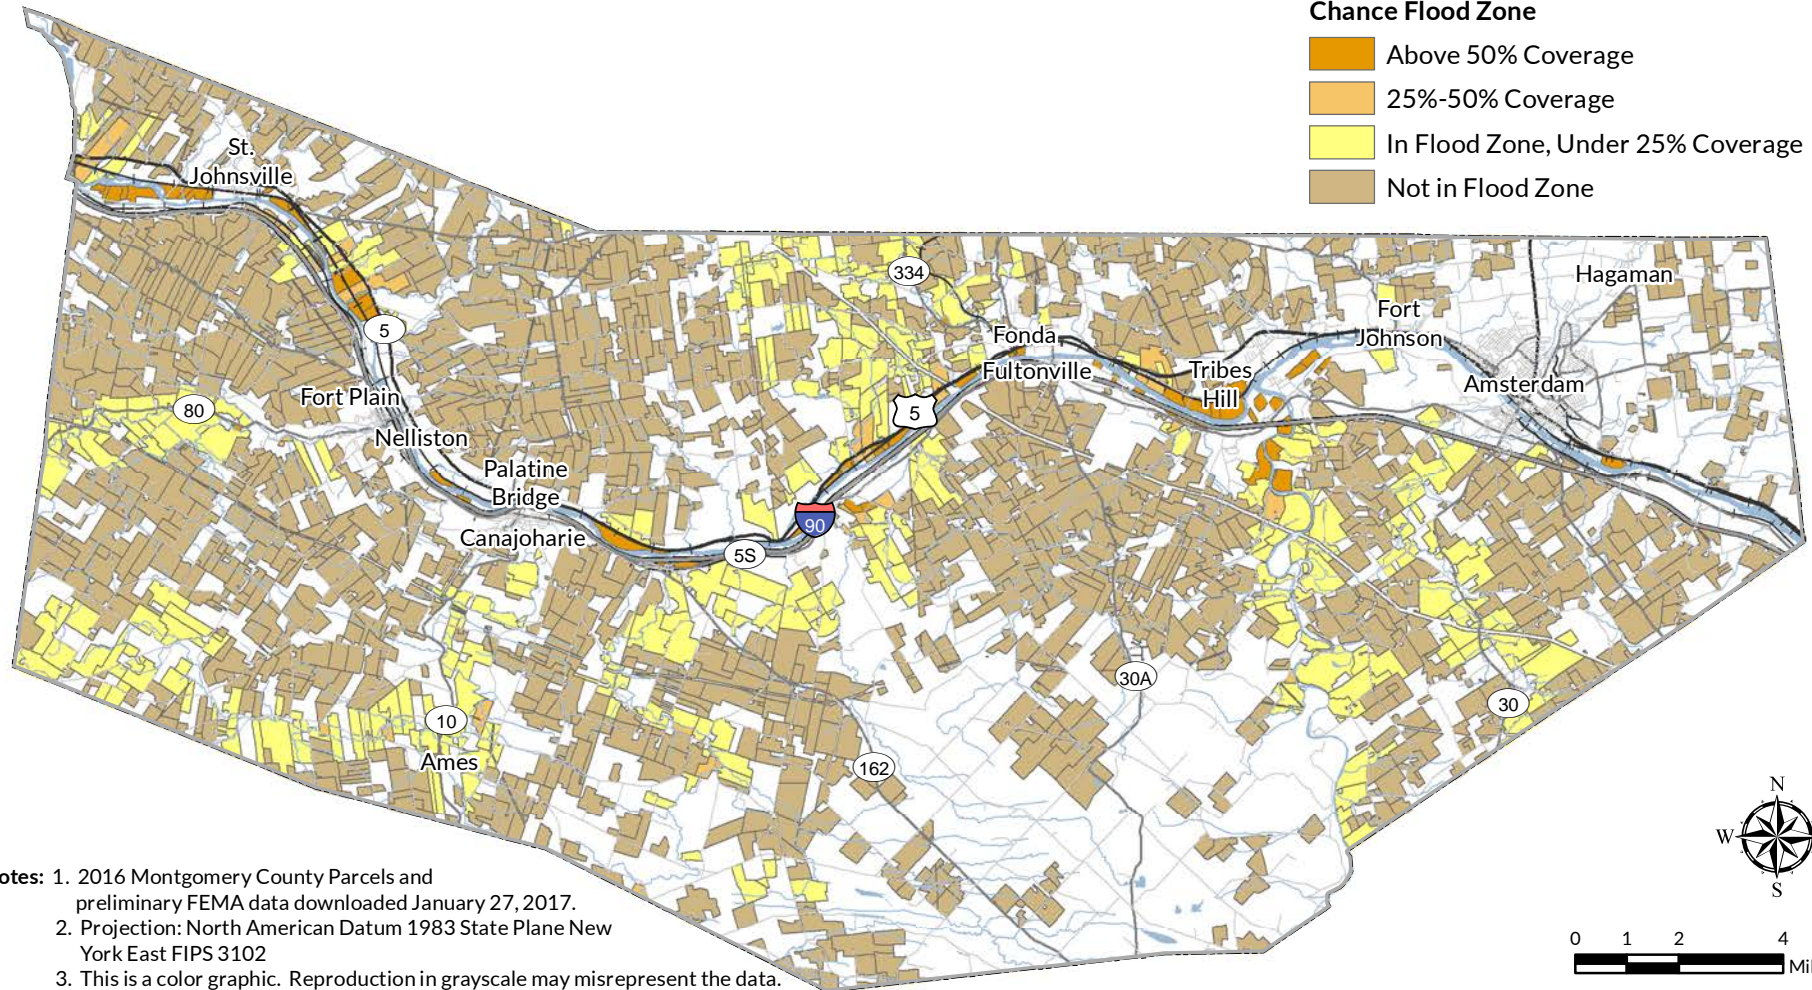 Chance Flood Zone
Above 50% Coverage
25%-50% Coverage
In Flood Zone, Under 25% Coverage
Not in Flood Zone
St.
Johnsville
334
Hagaman
Fort
Johnson
5
Fonda
Fultonville
Tribes
Hill
Amsterdam
Fort Plain
80
5
Nelliston
Palatine
Bridge
90
Canajoharie
5S
30A
30
10
Ames
162
N
W
S
otes: 1. 2016 Montgomery County Parcels and
preliminary FEMA data downloaded January 27, 2017.
2. Projection: North American Datum 1983 State Plane New
York East FIPS 3102
3. This is a color graphic. Reproduction in grayscale may misrepresent the data.
0 1 2 4
Mil